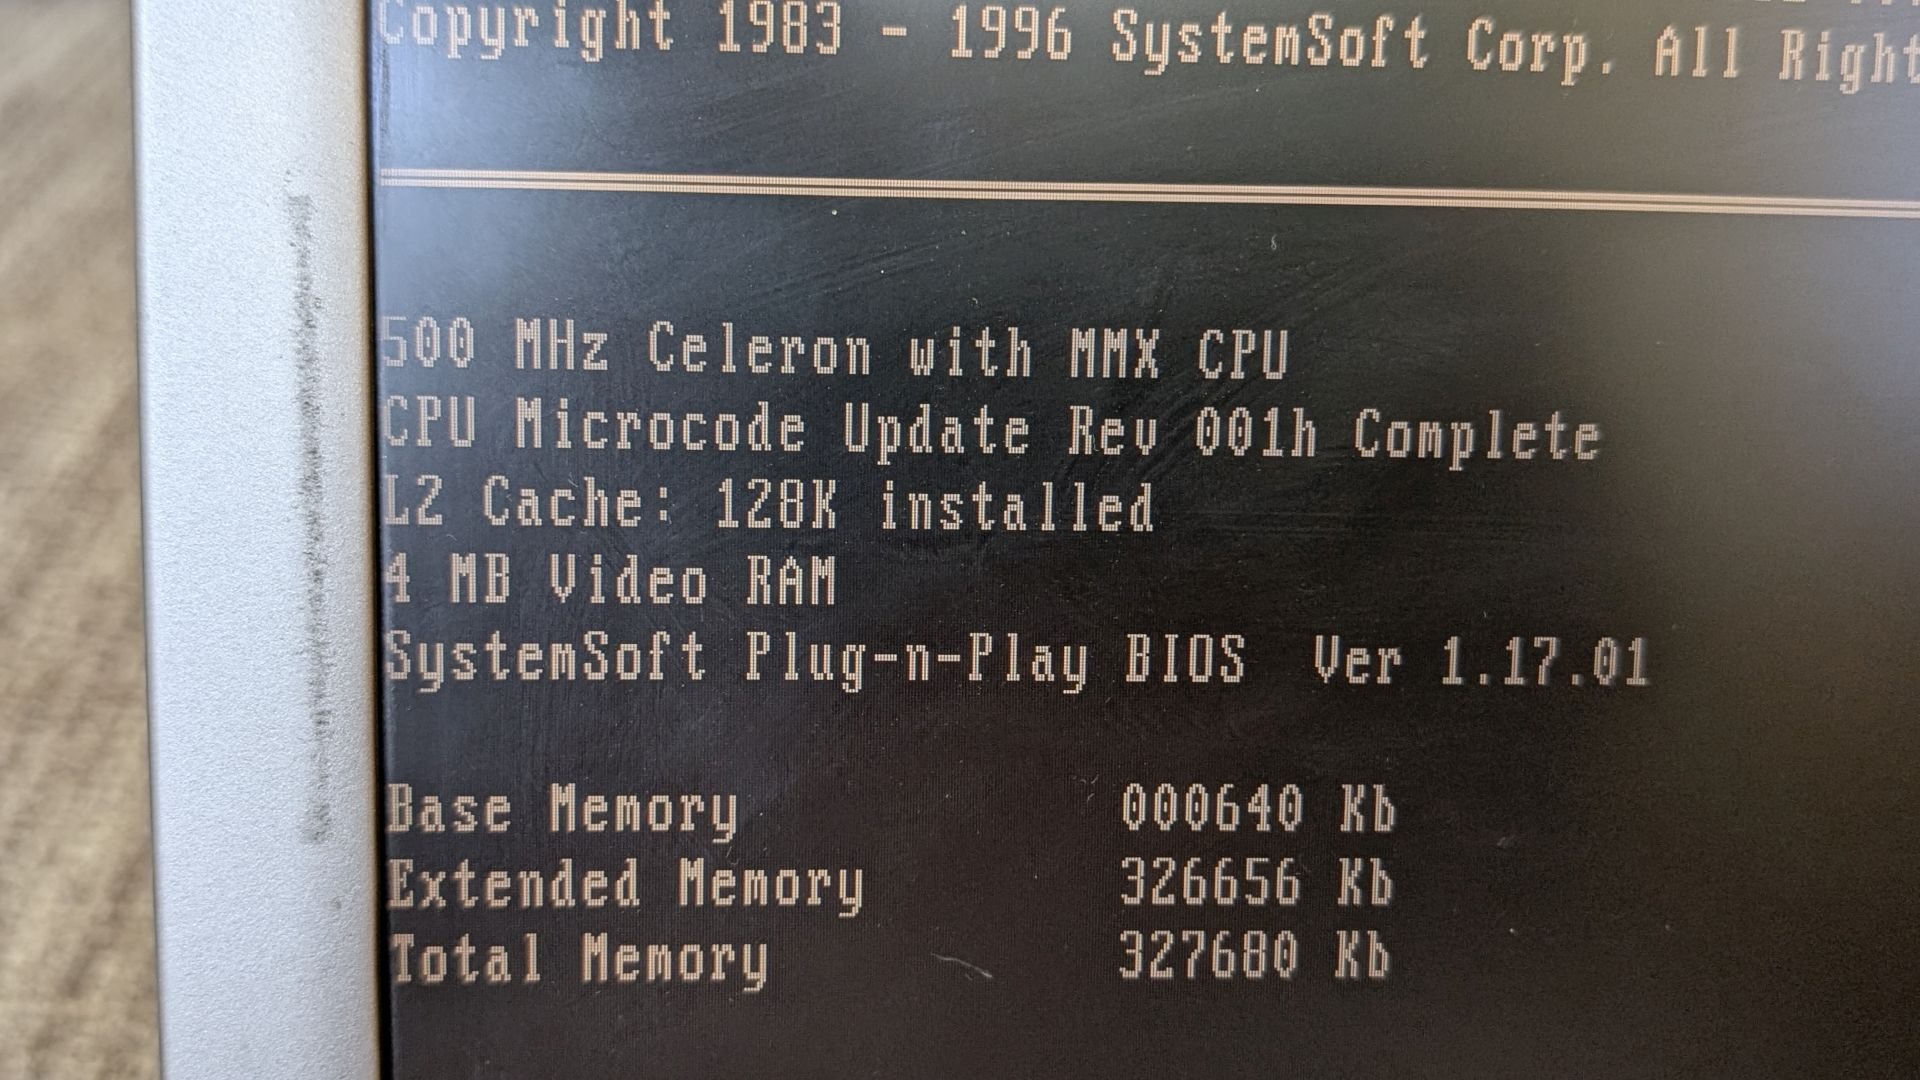 Copyright 1983 - 1996 SystemSoft Corp. All Right
500 MHz Celeron with MMX CPU
CPU Microcode Update Rev 001h Complete
L2 Cache: 128K installed
4 MB Video RAM
SystemSoft Plug-n-Play BIOS Ver 1.17.01
Base Memory 000640 Kb
Extended Memory 326656 Kb
Total Memory 327680 Kb